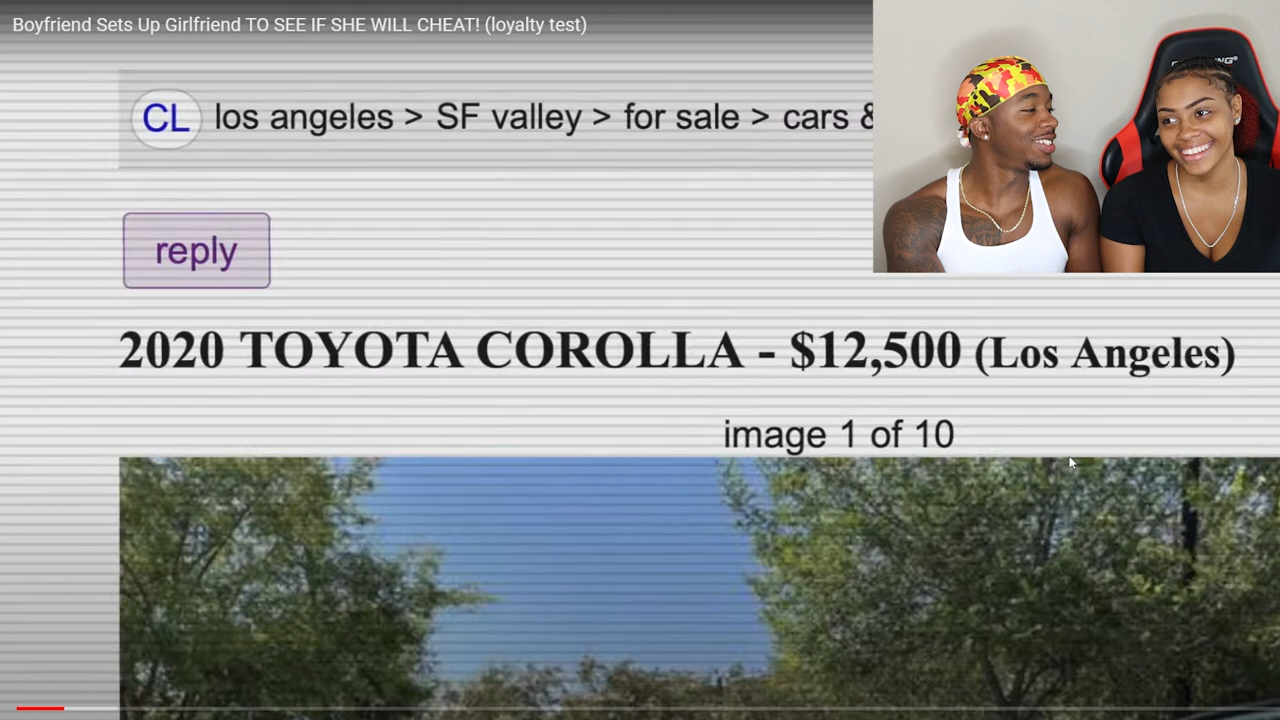 Boyfriend Sets Up Girlfriend TO SEE IF SHE WILL CHEAT! (loyalty test)
CL los angeles > SF valley > for sale > cars &
reply
2020 TOYOTA COROLLA - $12,500 (Los Angeles)
image 1 of 10